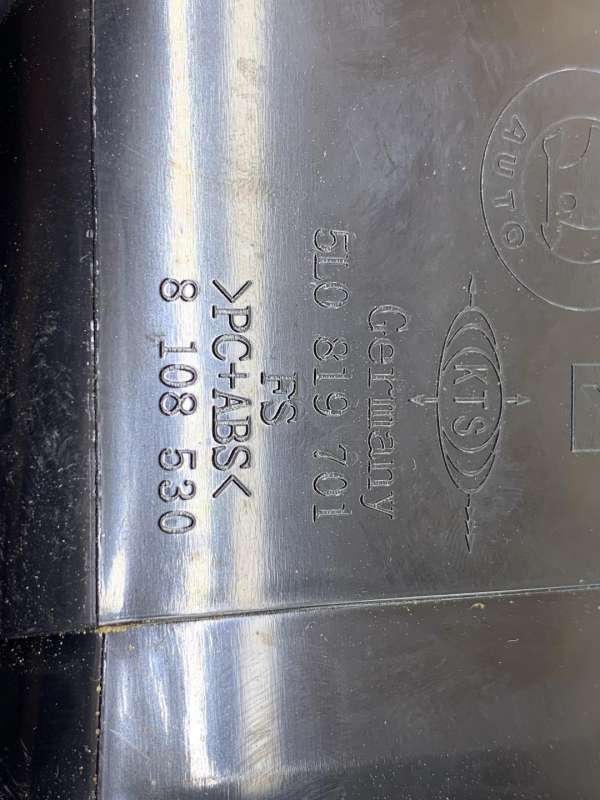 AUTO
KTS
Germany
5L0 819 701
FS
>PC+ABS<
8 108 530